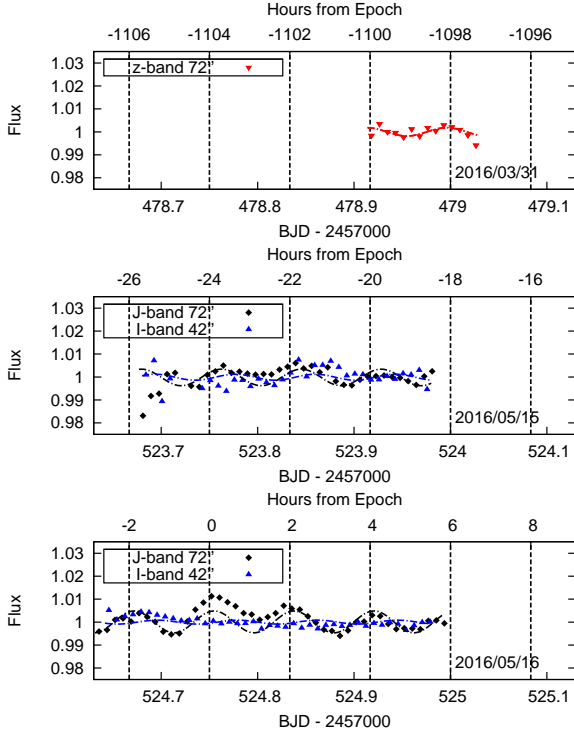 Hours from Epoch
-1106 -1104 -1102 -1100 -1098 -1096
1.03
1.02
1.01
1
0.99
0.98
Flux
z-band 72"
2016/03/31
478.7 478.8 478.9 479 479.1
BJD - 2457000
Hours from Epoch
-26 -24 -22 -20 -18 -16
1.03
1.02
1.01
1
0.99
0.98
Flux
J-band 72"
I-band 42"
2016/05/15
523.7 523.8 523.9 524 524.1
BJD - 2457000
Hours from Epoch
-2 0 2 4 6 8
1.03
1.02
1.01
1
0.99
0.98
Flux
J-band 72"
I-band 42"
2016/05/16
524.7 524.8 524.9 525 525.1
BJD - 2457000